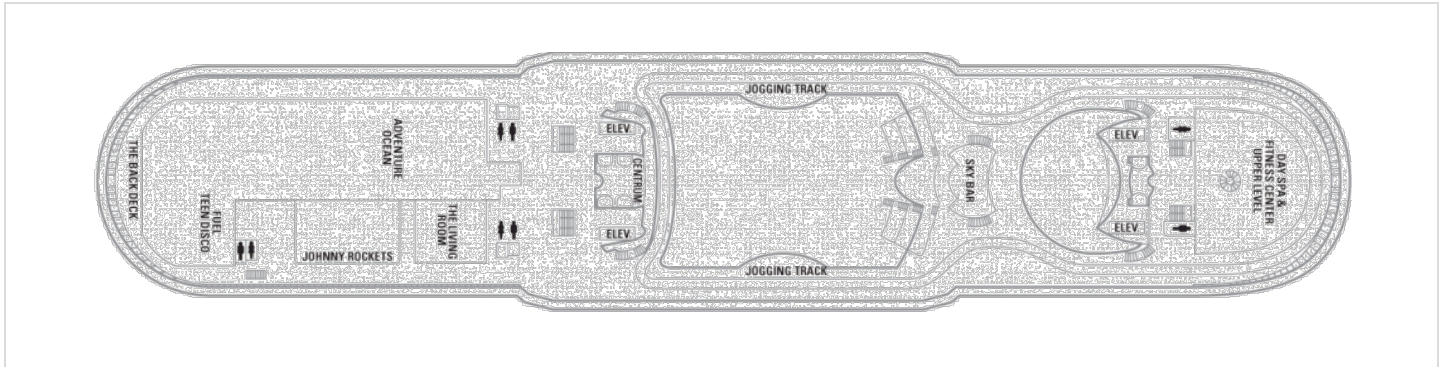 JOGGING TRACK
ADVENTURE
OCEAN
ELEV.
ELEV.
THE BACK DECK
CENTRUM
SKY BAR
DAY SPA &
FITNESS CENTER
UPPER LEVEL
FUEL
TEEN DISCO
THE LIVING
ROOM
JOHNNY ROCKETS
ELEV.
ELEV.
JOGGING TRACK